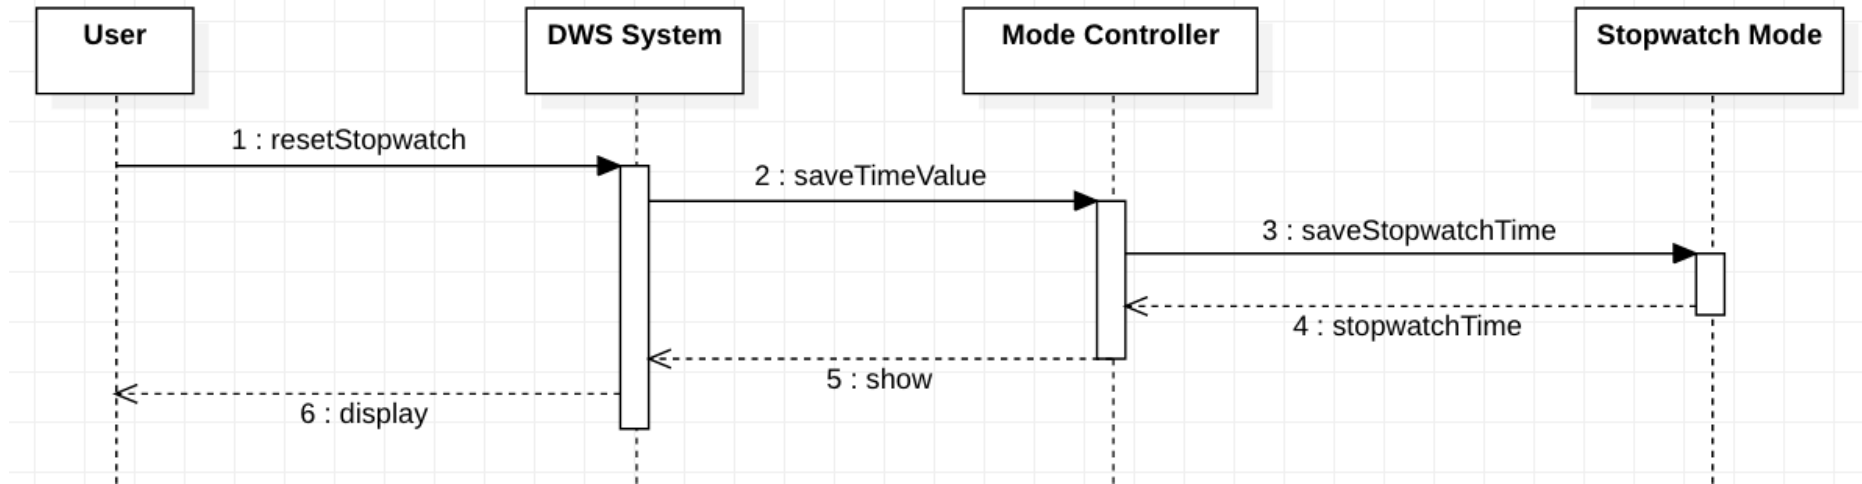 User
DWS System
Mode Controller
Stopwatch Mode
1 : resetStopwatch
2 : saveTimeValue
3 : saveStopwatchTime
4 : stopwatchTime
5 : show
6 : display